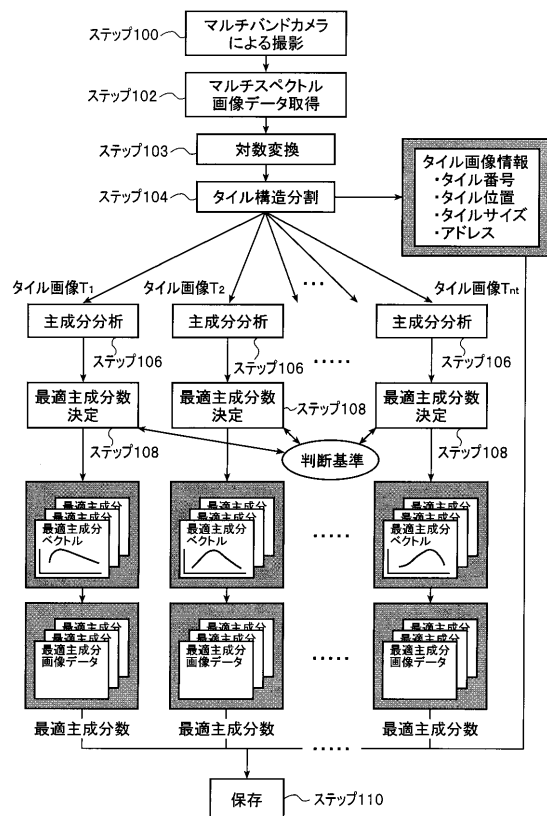 ステップ100
マルチバンドカメラ
による撮影
ステップ102
マルチスペクトル
画像データ取得
ステップ103
対数変換
ステップ104
タイル構造分割
タイル画像情報
・タイル番号
・タイル位置
・タイルサイズ
・アドレス
タイル画像T1
タイル画像T2
・・・
タイル画像Tnt
主成分分析
主成分分析
主成分分析
ステップ106
ステップ106
・・・・・
ステップ106
最適主成分数
決定
最適主成分数
決定
最適主成分数
決定
ステップ108
ステップ108
ステップ108
判断基準
最適主成分
最適主成分
最適主成分
ベクトル
最適主成分
最適主成分
最適主成分
ベクトル
・・・・・
最適主成分
最適主成分
最適主成分
ベクトル
最適主成分
最適主成分
最適主成分
画像データ
最適主成分
最適主成分
最適主成分
画像データ
・・・・・
最適主成分
最適主成分
最適主成分
画像データ
最適主成分数
最適主成分数
最適主成分数
・・・・・
保存
ステップ110